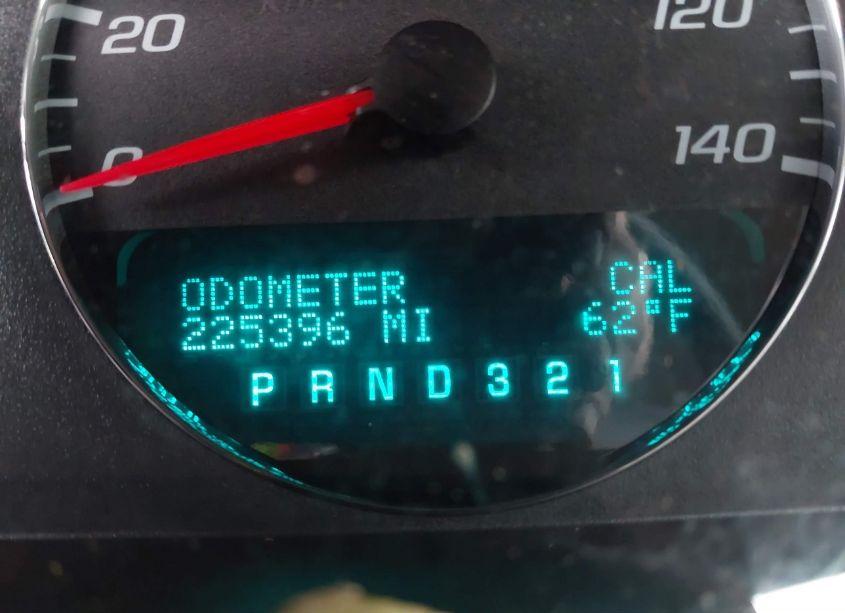 20
120
0
140
ODOMETER CAL
225396 MI 62°F
P R N D 3 2 1